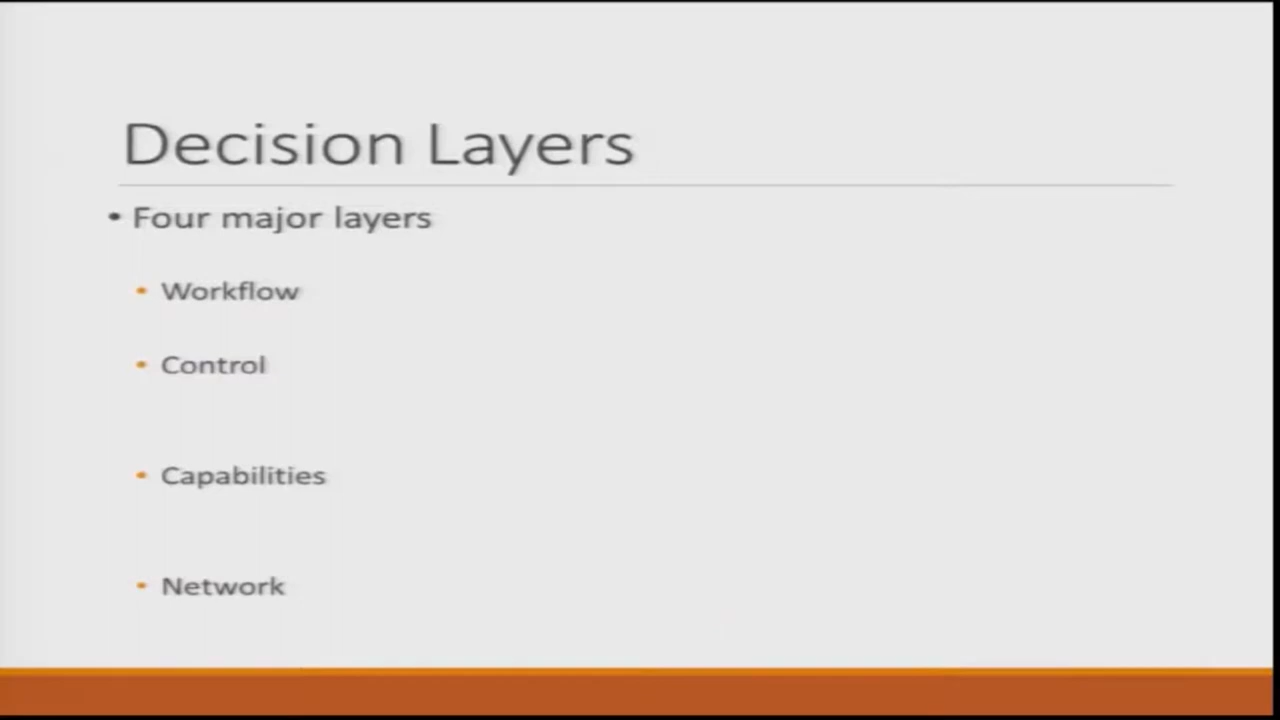 Decision Layers
• Four major layers
• Workflow
• Control
• Capabilities
• Network